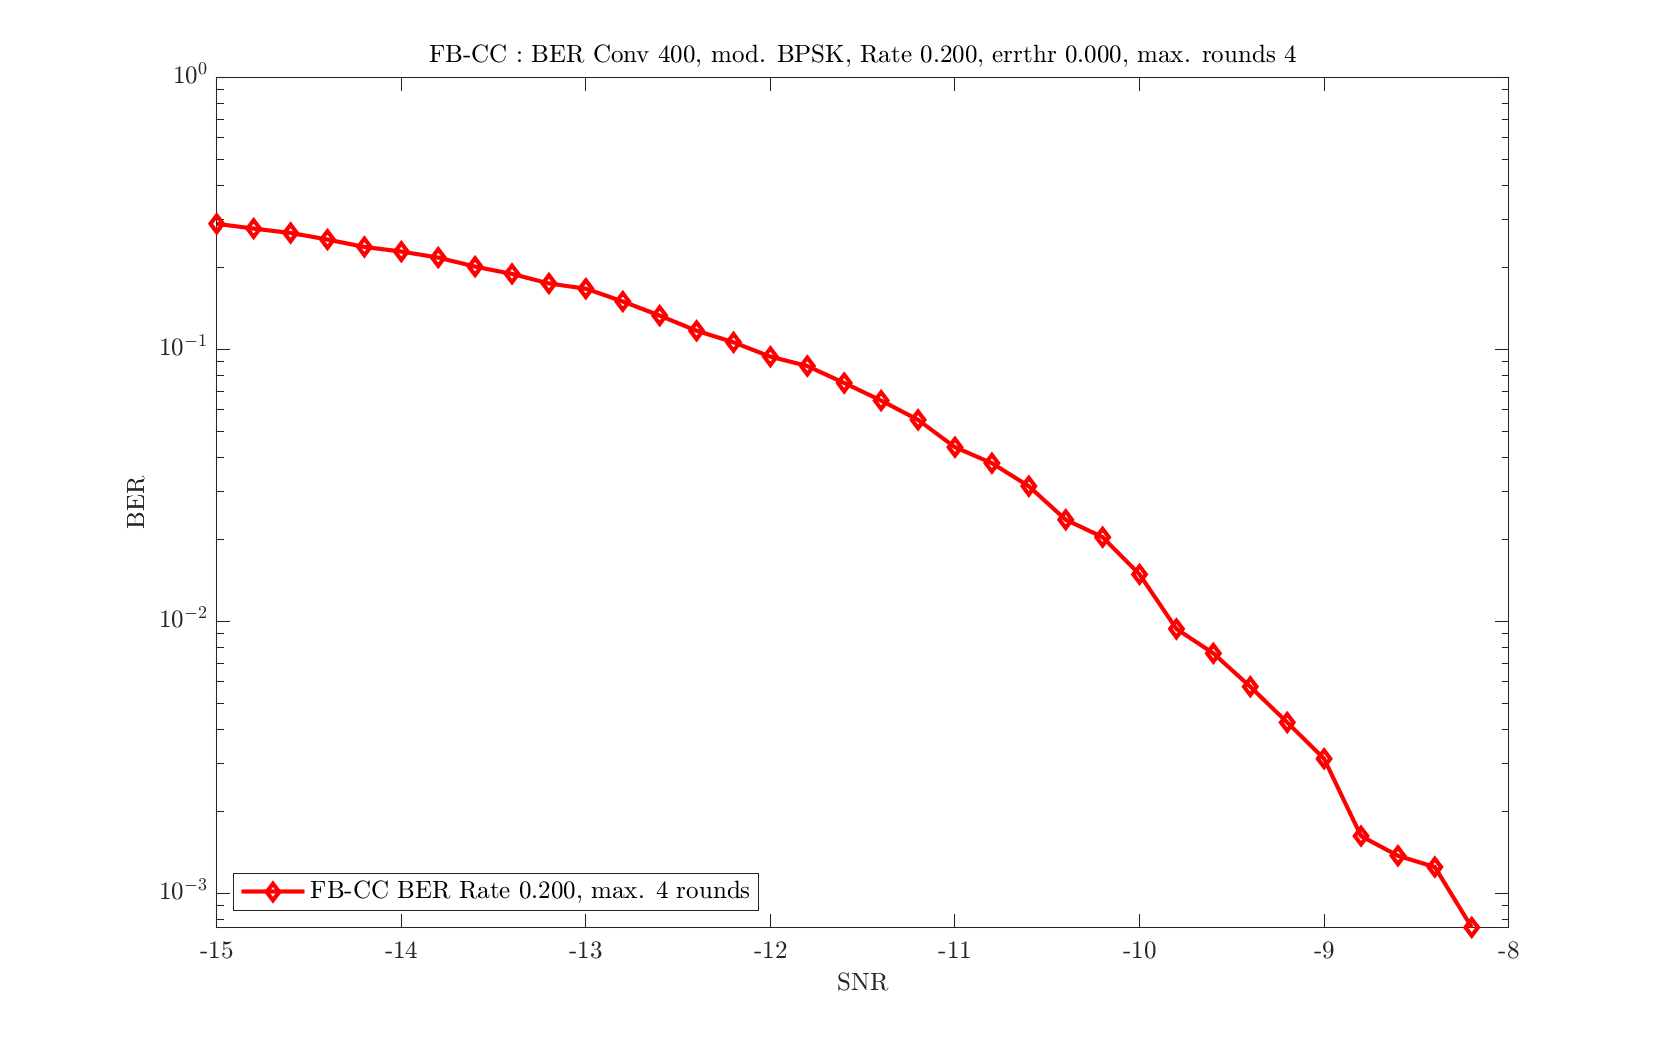 FB-CC : BER Conv 400, mod. BPSK, Rate 0.200, errthr 0.000, max. rounds 4
10^0
10^-1
10^-2
10^-3
BER
FB-CC BER Rate 0.200, max. 4 rounds
-15 -14 -13 -12 -11 -10 -9 -8
SNR